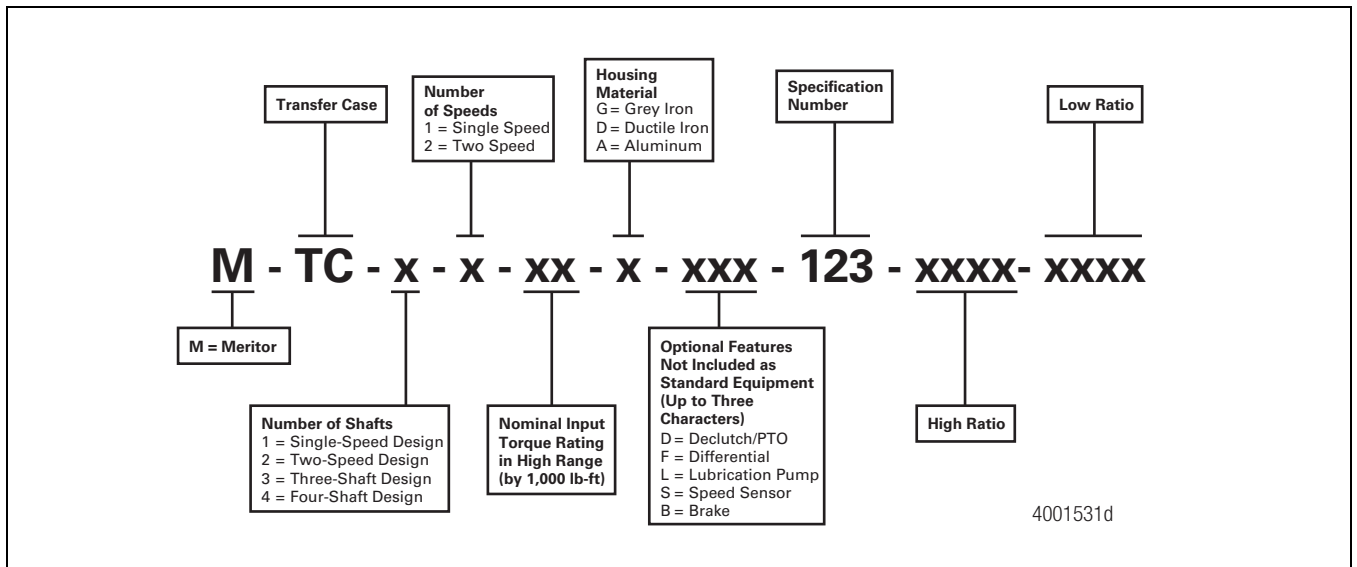 Transfer Case
Number
of Speeds
1 = Single Speed
2 = Two Speed
Housing
Material
G = Grey Iron
D = Ductile Iron
A = Aluminum
Specification
Number
Low Ratio
M - TC - x - x - xx - x - xxx - 123 - xxxx- xxxx
M = Meritor
Number of Shafts
1 = Single-Speed Design
2 = Two-Speed Design
3 = Three-Shaft Design
4 = Four-Shaft Design
Nominal Input
Torque Rating
in High Range
(by 1,000 lb-ft)
Optional Features
Not Included as
Standard Equipment
(Up to Three
Characters)
D = Declutch/PTO
F = Differential
L = Lubrication Pump
S = Speed Sensor
B = Brake
High Ratio
4001531d